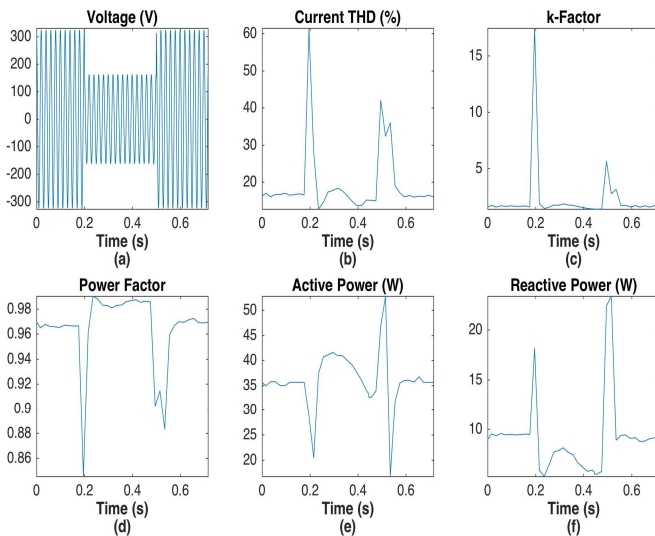 Voltage (V)
300
200
100
0
-100
-200
-300
0 0.2 0.4 0.6
Time (s)
(a)
Current THD (%)
60
50
40
30
20
0 0.2 0.4 0.6
Time (s)
(b)
k-Factor
15
10
5
0 0.2 0.4 0.6
Time (s)
(c)
Power Factor
0.98
0.96
0.94
0.92
0.9
0.88
0.86
0 0.2 0.4 0.6
Time (s)
(d)
Active Power (W)
50
45
40
35
30
25
20
0 0.2 0.4 0.6
Time (s)
(e)
Reactive Power (W)
20
15
10
0 0.2 0.4 0.6
Time (s)
(f)